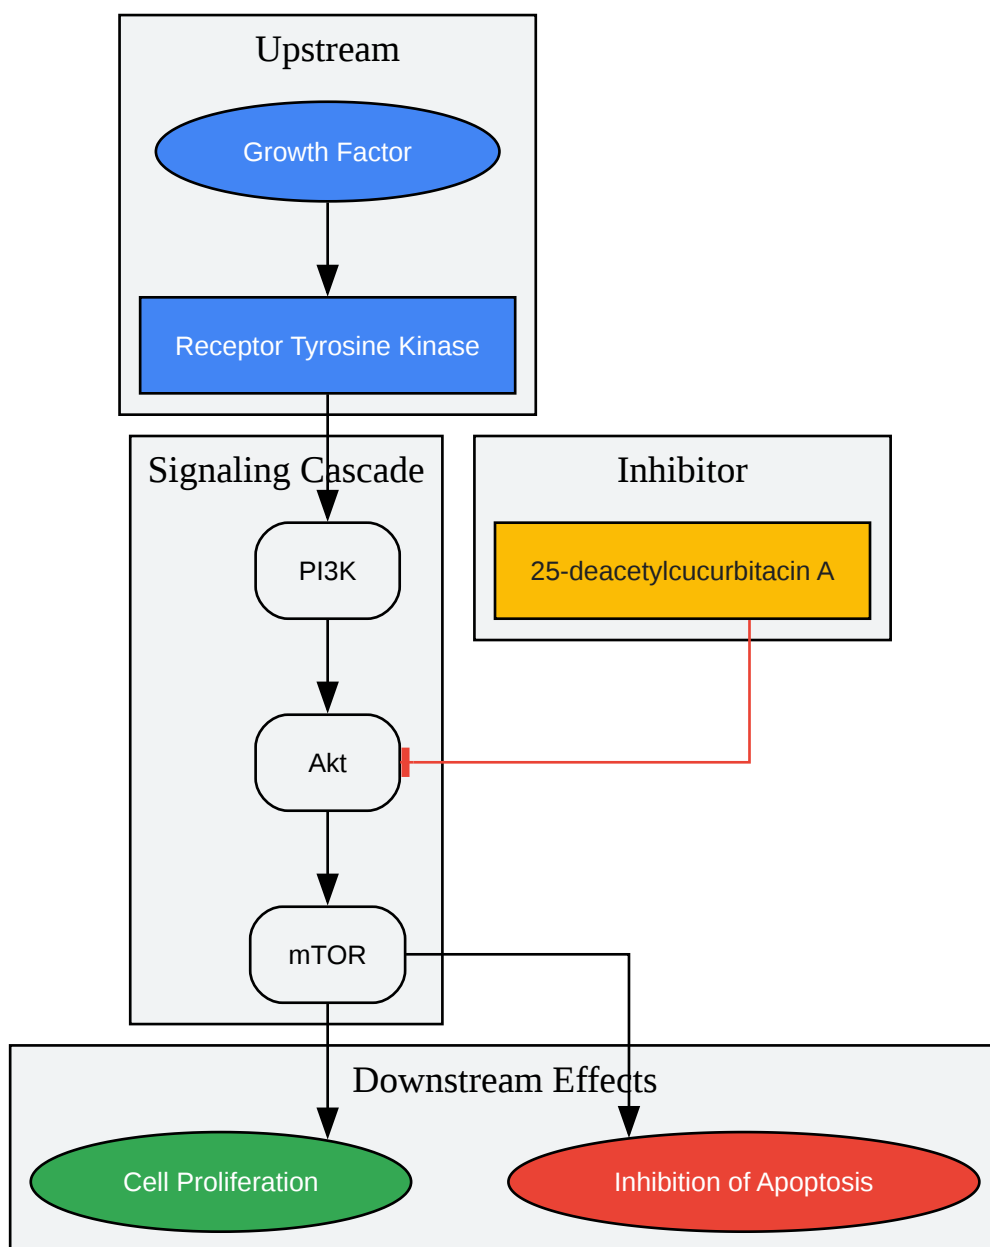 Upstream
Growth Factor
Receptor Tyrosine Kinase
Signaling Cascade
Inhibitor
PI3K
25-deacetylcucurbitacin A
Akt
mTOR
Downstream Effects
Cell Proliferation
Inhibition of Apoptosis